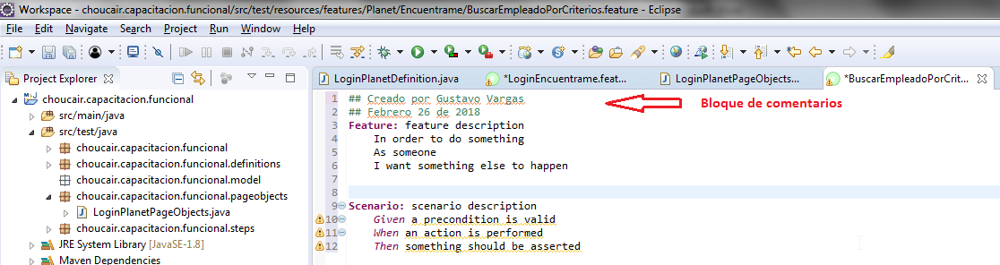 Workspace - choucair.capacitacion.funcional/src/test/resources/features/Planet/Encuentrame/BuscarEmpleadoPorCriterios.feature - Eclipse
File Edit Navigate Search Project Run Window Help
Project Explorer
LoginPlanetDefinition.java
*LoginEncuentrame.feat...
LoginPlanetPageObjects...
*BuscarEmpleadoPorCrit...
choucair.capacitacion.funcional
src/main/java
src/test/java
choucair.capacitacion.funcional
choucair.capacitacion.funcional.definitions
choucair.capacitacion.funcional.model
choucair.capacitacion.funcional.pageobjects
LoginPlanetPageObjects.java
choucair.capacitacion.funcional.steps
JRE System Library [JavaSE-1.8]
Maven Dependencies
1 ## Creado por Gustavo Vargas
2 ## Febrero 26 de 2018
3 Feature: feature description
4 In order to do something
5 As someone
6 I want something else to happen
7
8
9 Scenario: scenario description
10 Given a precondition is valid
11 When an action is performed
12 Then something should be asserted
Bloque de comentarios